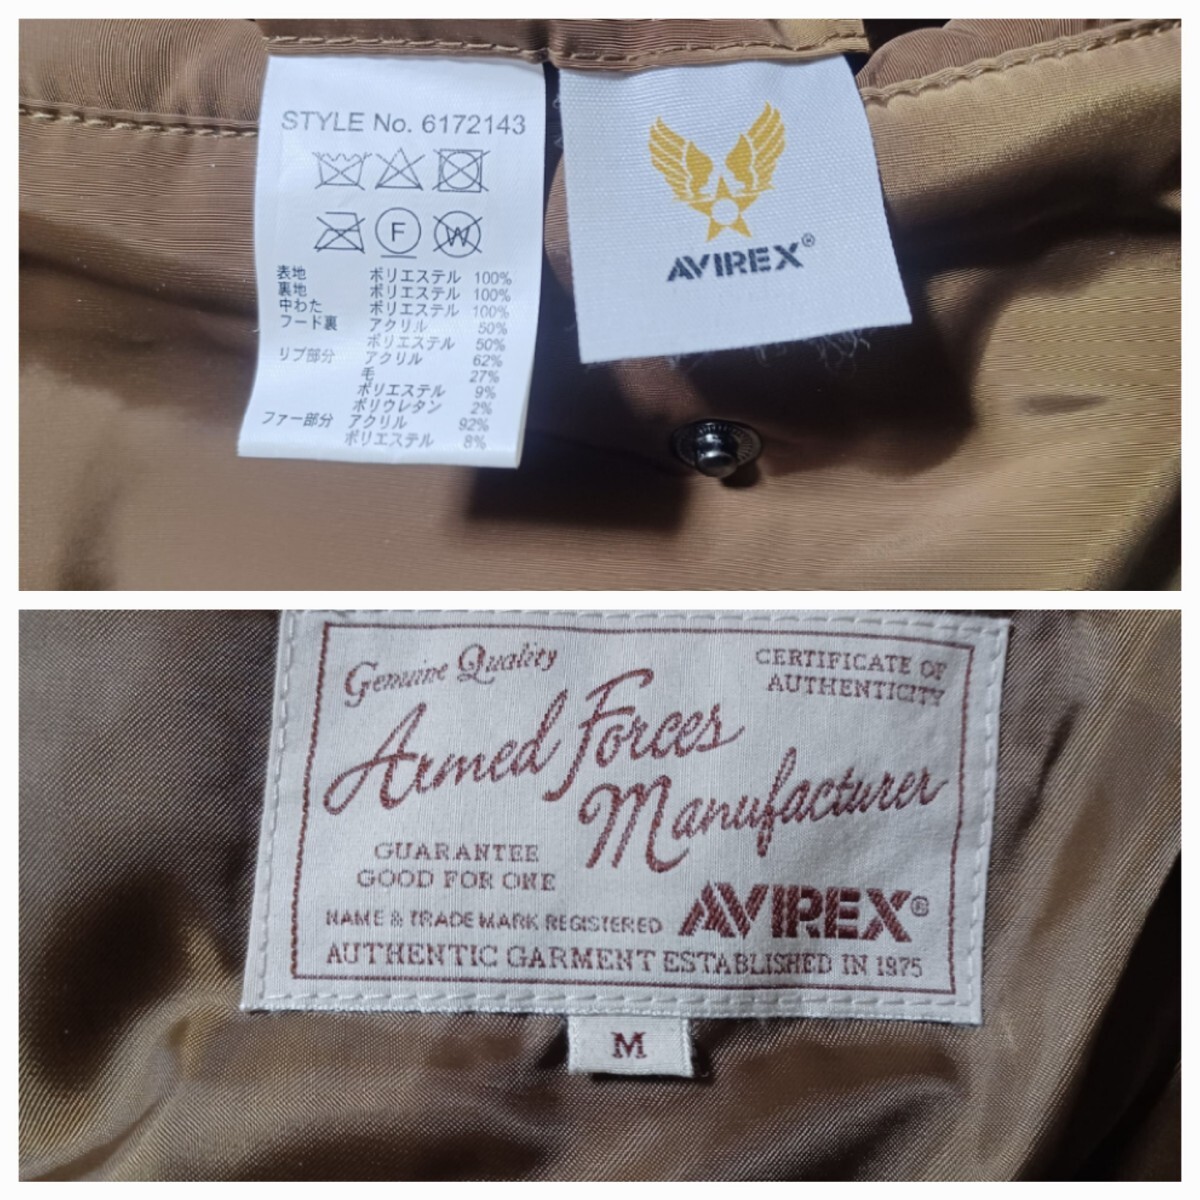 STYLE No. 6172143
F W
表地 ポリエステル 100%
裏地 ポリエステル 100%
中わた ポリエステル 100%
フード裏 アクリル 50%
ポリエステル 50%
リブ部分 アクリル 62%
毛 27%
ポリエステル 9%
ポリウレタン 2%
ファー部分 アクリル 92%
ポリエステル 8%
AVIREX®
Genuine Quality
CERTIFICATE OF
AUTHENTICITY
Armed Forces
Manufacturer
GUARANTEE
GOOD FOR ONE
NAME & TRADE MARK REGISTERED
AVIREX®
AUTHENTIC GARMENT ESTABLISHED IN 1975
M